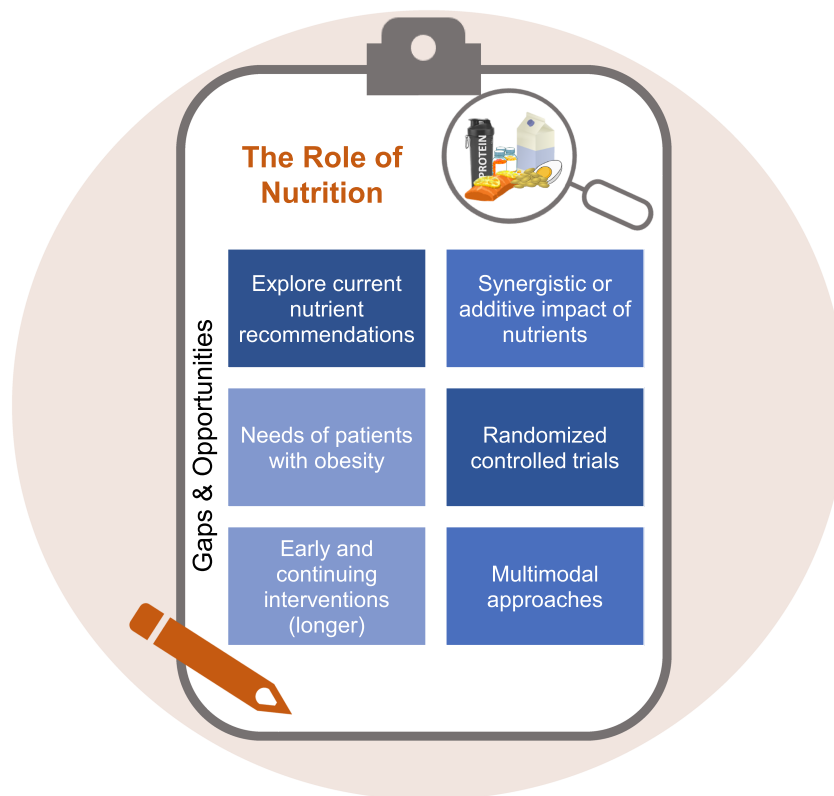 The Role of
Nutrition
PROTEIN
Gaps & Opportunities
Explore current
nutrient
recommendations
Synergistic or
additive impact of
nutrients
Needs of patients
with obesity
Randomized
controlled trials
Early and
continuing
interventions
(longer)
Multimodal
approaches